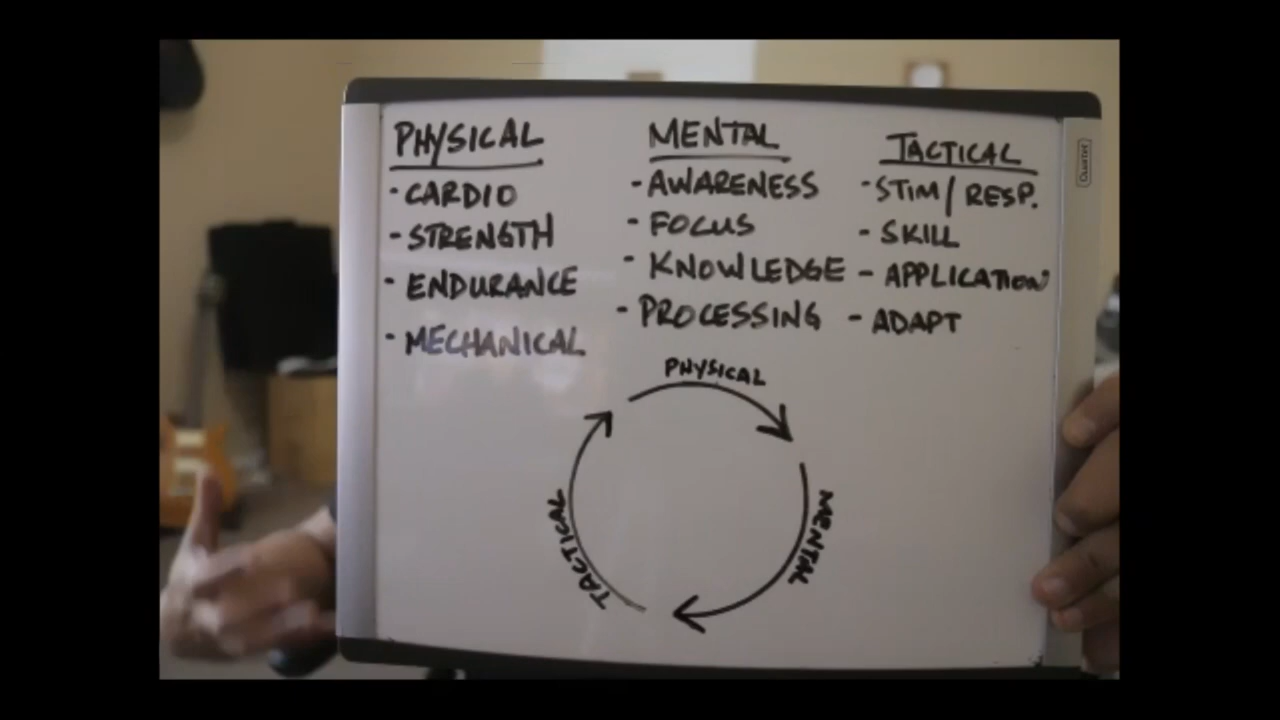 PHYSICAL
- CARDIO
- STRENGTH
- ENDURANCE
- MECHANICAL
MENTAL
- AWARENESS
- FOCUS
- KNOWLEDGE
- PROCESSING
TACTICAL
- STIM/RESP.
- SKILL
- APPLICATION
- ADAPT
PHYSICAL
MENTAL
TACTICAL
Quartet